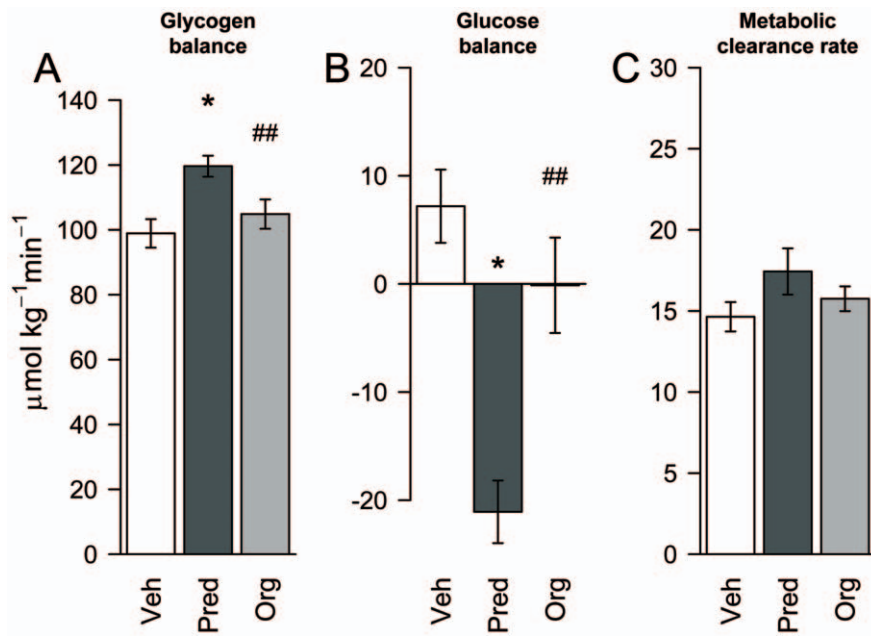 Glycogen
balance
Glucose
balance
Metabolic
clearance rate
A
B
C
μmol kg⁻¹min⁻¹
140
120
100
80
60
40
20
0
*
##
Veh
Pred
Org
20
10
0
-10
-20
*
##
Veh
Pred
Org
30
25
20
15
10
5
0
Veh
Pred
Org